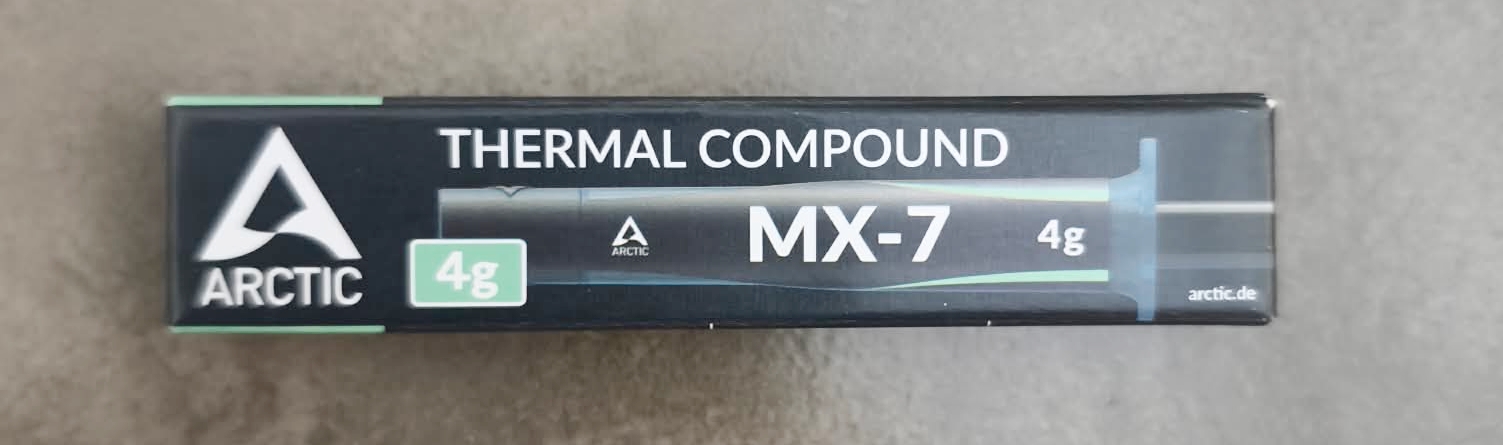 THERMAL COMPOUND
ARCTIC
4g
ARCTIC
MX-7
4g
arctic.de